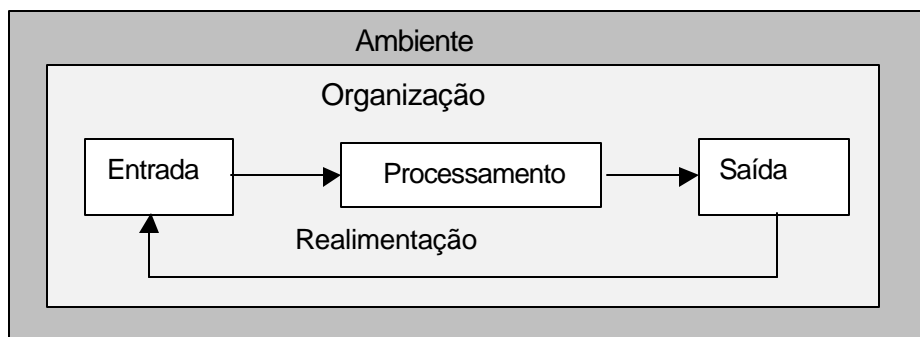 Ambiente
Organização
Entrada
Processamento
Saída
Realimentação